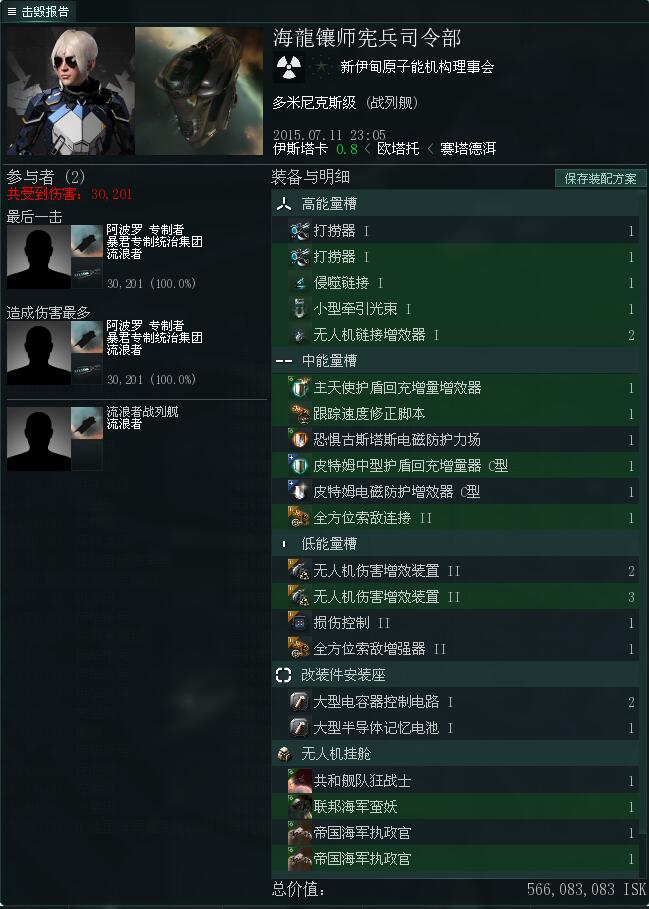 击毁报告
海龍镶师宪兵司令部
新伊甸原子能机构理事会
多米尼克斯级 (战列舰)
2015.07.11 23:05
伊斯塔卡 0.8 < 欧塔托 < 赛塔德洱
参与者 (2)
共受到伤害: 30,201
最后一击
阿波罗 专制者
暴君专制统治集团
流浪者
30,201 (100.0%)
造成伤害最多
阿波罗 专制者
暴君专制统治集团
流浪者
30,201 (100.0%)
流浪者战列舰
流浪者
装备与明细
保存装配方案
高能量槽
打捞器 I 1
打捞器 I 1
侵噬链接 I 1
小型牵引光束 I 1
无人机链接增效器 I 2
中能量槽
主天使护盾回充增量增效器 1
跟踪速度修正脚本 1
恐惧古斯塔斯电磁防护力场 1
皮特姆中型护盾回充增量器 C型 1
皮特姆电磁防护增效器 C型 1
全方位索敌连接 II 1
低能量槽
无人机伤害增效装置 II 2
无人机伤害增效装置 II 3
损伤控制 II 1
全方位索敌增强器 II 1
改装件安装座
大型电容器控制电路 I 2
大型半导体记忆电池 I 1
无人机挂舱
共和舰队狂战士 1
联邦海军蛮妖 1
帝国海军执政官 1
帝国海军执政官 1
总价值: 566,083,083 ISK